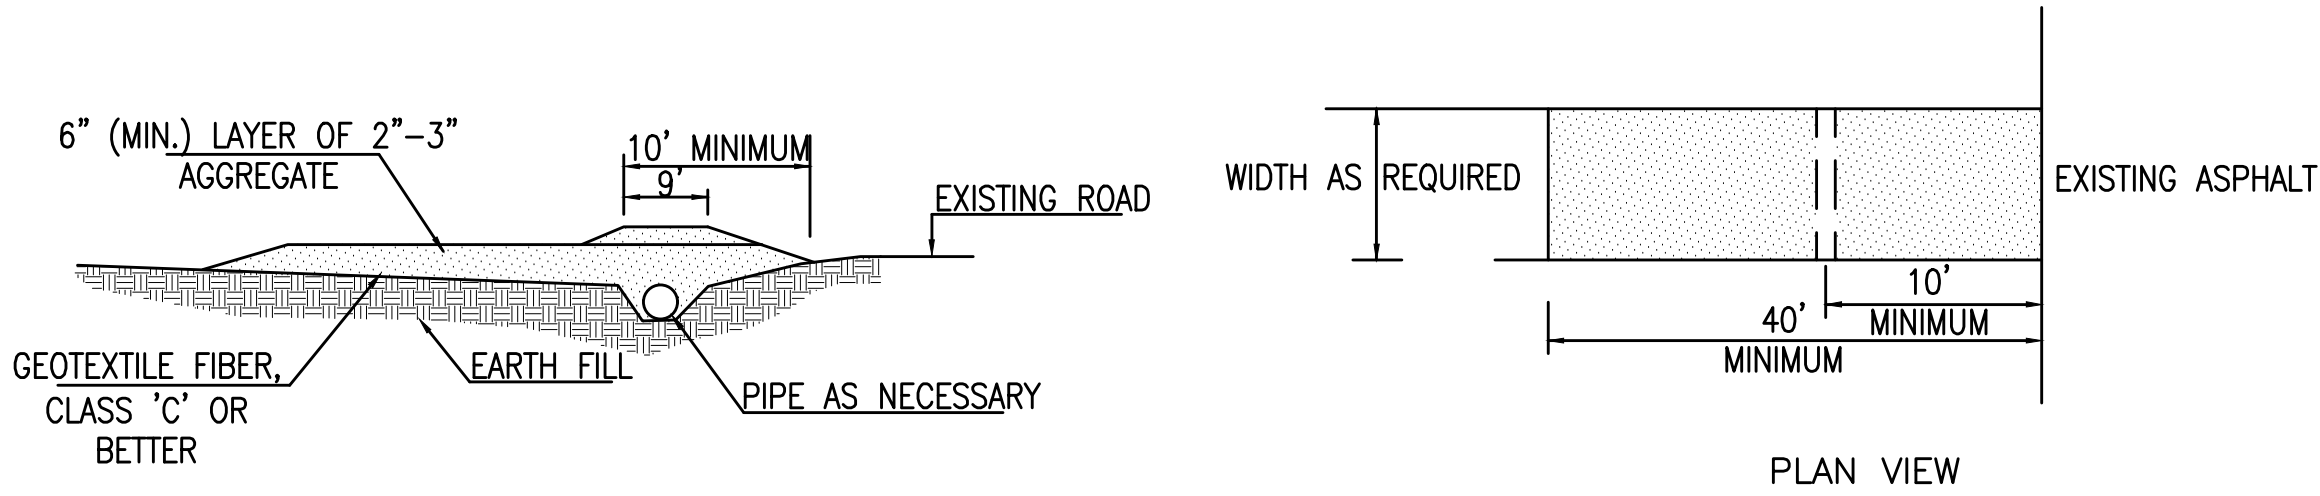 6” (MIN.) LAYER OF 2”-3”
AGGREGATE
10’ MINIMUM
9’
EXISTING ROAD
GEOTEXTILE FIBER,
CLASS 'C' OR
BETTER
EARTH FILL
PIPE AS NECESSARY
WIDTH AS REQUIRED
EXISTING ASPHALT
10’
MINIMUM
40’
MINIMUM
PLAN VIEW